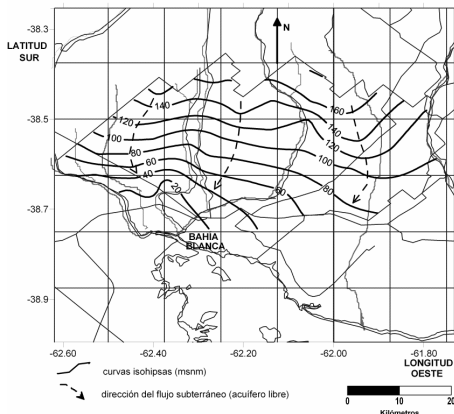 -38.3
N
LATITUD
SUR
140
160
-38.5
120
140
100
120
80
100
60
40
80
20
60
-38.7
BAHIA
BLANCA
-38.9
-62.60 -62.40 -62.20 -62.00 -61.80
LONGITUD
OESTE
curvas isohipsas (msnm)
dirección del flujo subterráneo (acuífero libre)
0 10 20
Kilómetros